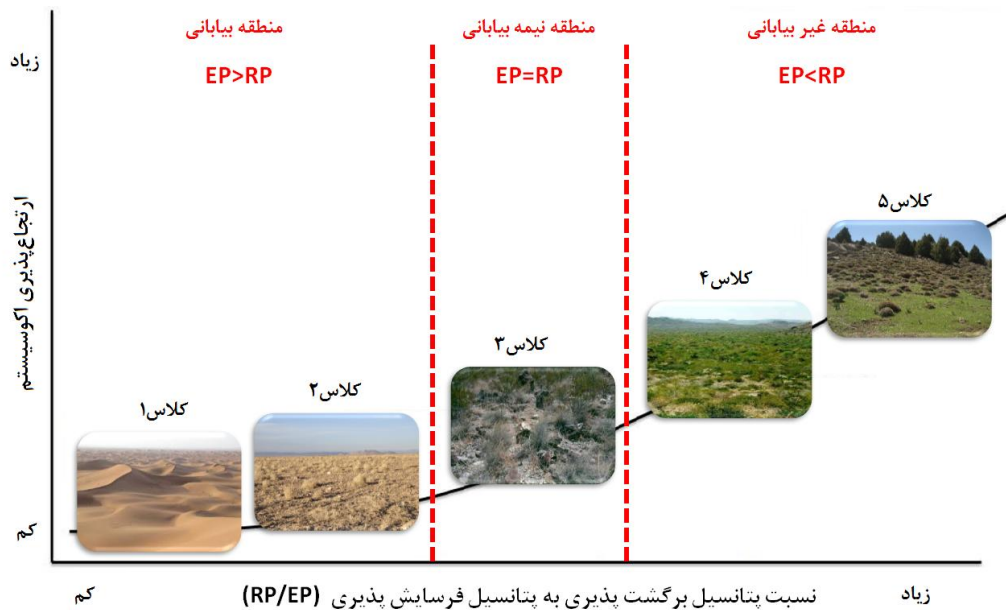 منطقه بیابانی
منطقه نیمه بیابانی
منطقه غیر بیابانی
EP>RP
EP=RP
EP<RP
زیاد
ارتجاع‌پذیری اکوسیستم
کم
کلاس۱
کلاس۲
کلاس۳
کلاس۴
کلاس۵
کم
نسبت پتانسیل برگشت پذیری به پتانسیل فرسایش پذیری (RP/EP)
زیاد